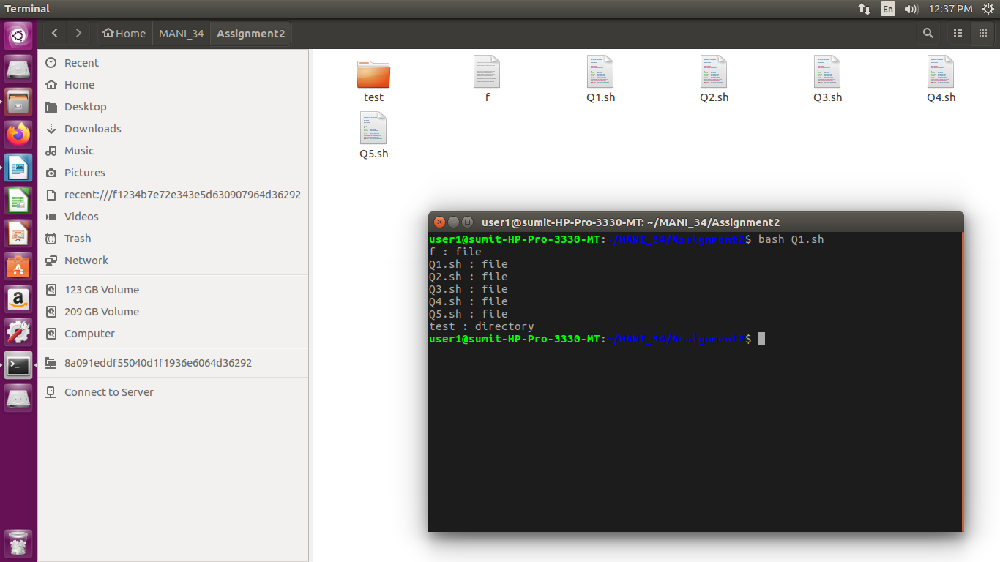 Terminal
En
12:37 PM
Home
MANI_34
Assignment2
Recent
Home
Desktop
Downloads
Music
Pictures
recent:///f1234b7e72e343e5d630907964d36292
Videos
Trash
Network
123 GB Volume
209 GB Volume
Computer
8a091eddf55040d1f1936e6064d36292
Connect to Server
test
f
Q1.sh
Q2.sh
Q3.sh
Q4.sh
Q5.sh
user1@sumit-HP-Pro-3330-MT: ~/MANI_34/Assignment2
user1@sumit-HP-Pro-3330-MT:~/MANI_34/Assignment2$ bash Q1.sh
f : file
Q1.sh : file
Q2.sh : file
Q3.sh : file
Q4.sh : file
Q5.sh : file
test : directory
user1@sumit-HP-Pro-3330-MT:~/MANI_34/Assignment2$